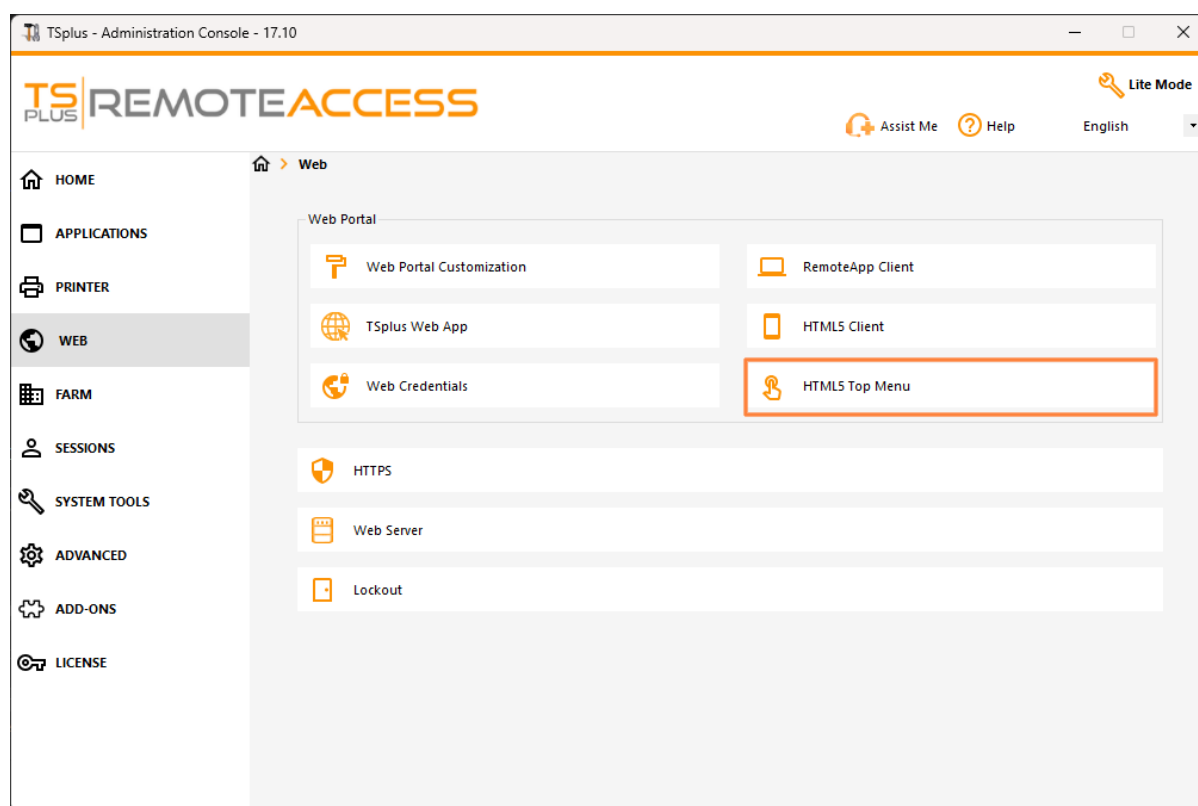 TSplus - Administration Console - 17.10
TS PLUS REMOTEACCESS
Lite Mode
Assist Me
Help
English
HOME
APPLICATIONS
PRINTER
WEB
FARM
SESSIONS
SYSTEM TOOLS
ADVANCED
ADD-ONS
LICENSE
Web
Web Portal
Web Portal Customization
RemoteApp Client
TSplus Web App
HTML5 Client
Web Credentials
HTML5 Top Menu
HTTPS
Web Server
Lockout